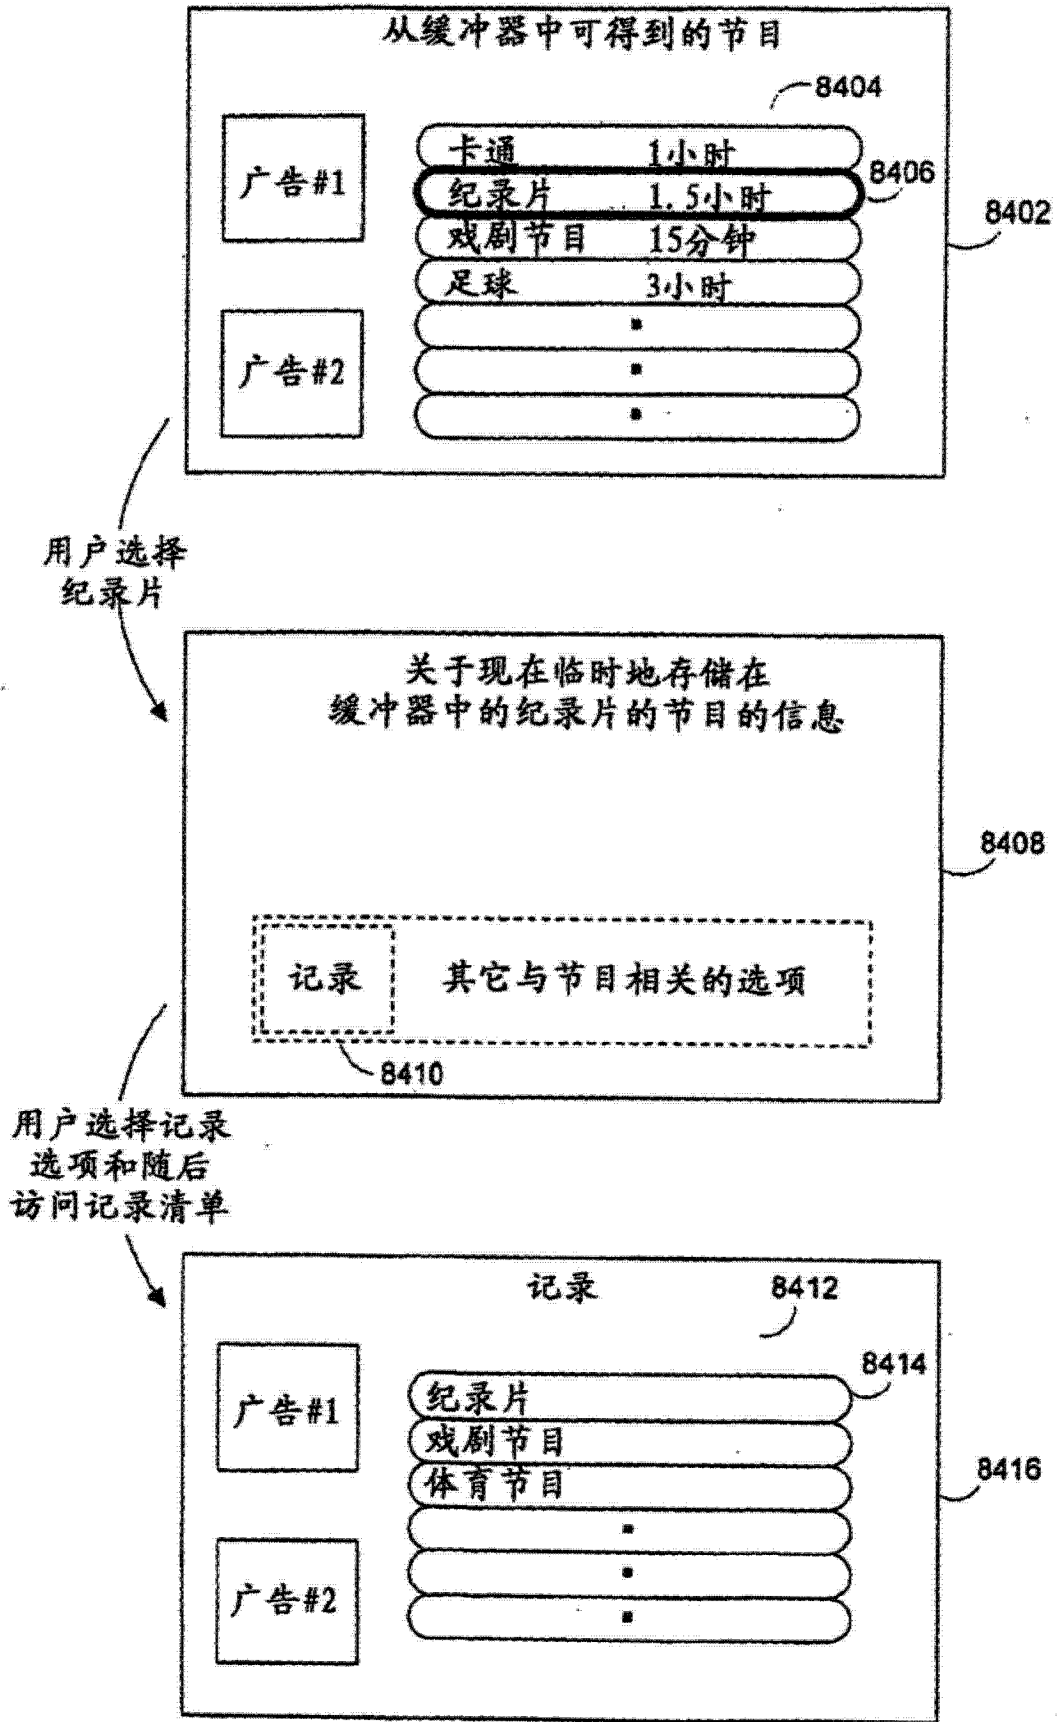 从缓冲器中可得到的节目
8404
广告#1
卡通 1小时
纪录片 1.5小时
8406
戏剧节目 15分钟
8402
足球 3小时
广告#2
用户选择
纪录片
关于现在临时地存储在
缓冲器中的纪录片的节目的信息
8408
记录 其它与节目相关的选项
8410
用户选择记录
选项和随后
访问记录清单
记录
8412
8414
广告#1
纪录片
戏剧节目
体育节目
8416
广告#2